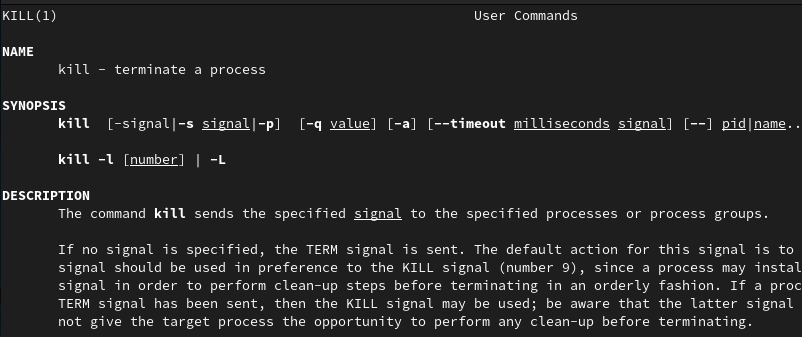 KILL(1) User Commands
NAME
kill - terminate a process
SYNOPSIS
kill [-signal|-s signal|-p] [-q value] [-a] [--timeout milliseconds signal] [--] pid|name..
kill -l [number] | -L
DESCRIPTION
The command kill sends the specified signal to the specified processes or process groups.
If no signal is specified, the TERM signal is sent. The default action for this signal is to
signal should be used in preference to the KILL signal (number 9), since a process may instal
signal in order to perform clean-up steps before terminating in an orderly fashion. If a proc
TERM signal has been sent, then the KILL signal may be used; be aware that the latter signal
not give the target process the opportunity to perform any clean-up before terminating.